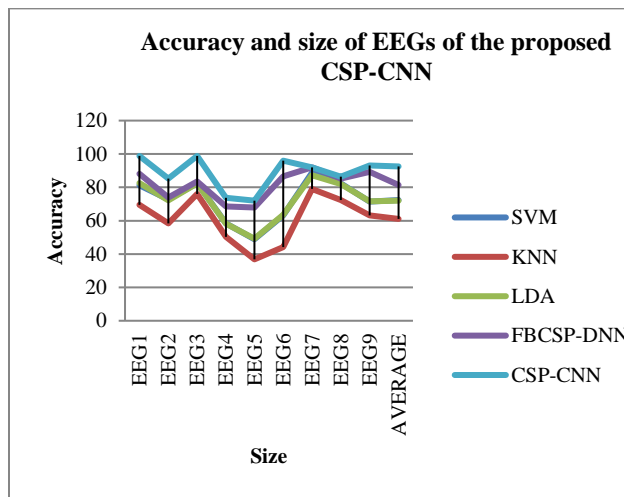 Accuracy and size of EEGs of the proposed
CSP-CNN
120
100
80
60
40
20
0
Accuracy
EEG1
EEG2
EEG3
EEG4
EEG5
EEG6
EEG7
EEG8
EEG9
AVERAGE
Size
SVM
KNN
LDA
FBCSP-DNN
CSP-CNN